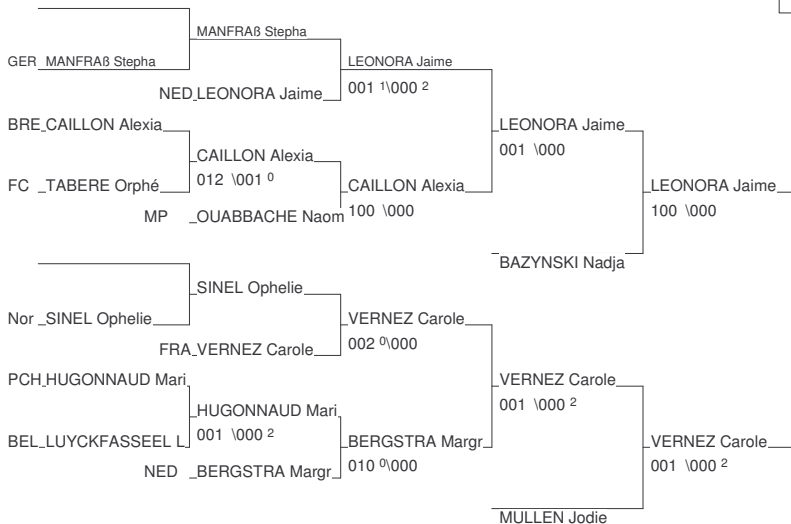 MANFRAß Stepha
GER MANFRAß Stepha
LEONORA Jaime
001 1\000 2
NED LEONORA Jaime
BRE CAILLON Alexia
LEONORA Jaime
001 \000
CAILLON Alexia
012 \001 0
FC TABERE Orphé
CAILLON Alexia
100 \000
LEONORA Jaime
100 \000
MP OUABBACHE Naom
BAZYNSKI Nadja
SINEL Ophelie
Nor SINEL Ophelie
VERNEZ Carole
002 0\000
FRA VERNEZ Carole
PCH HUGONNAUD Mari
VERNEZ Carole
001 \000 2
HUGONNAUD Mari
001 \000 2
BEL LUYCKFASSEEL L
BERGSTRA Margr
010 0\000
VERNEZ Carole
001 \000 2
NED BERGSTRA Margr
MULLEN Jodie